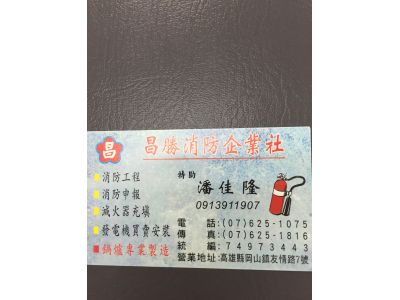 昌 昌勝消防企業社
消防工程
消防申報
滅火器充塡
發電機買賣安裝
鍋爐專業製造
特助
潘佳隆
0913911907
電話:(07)625-1075
傳真:(07)625-1816
統編:74973443
營業地址:高雄縣岡山鎮友情路7號